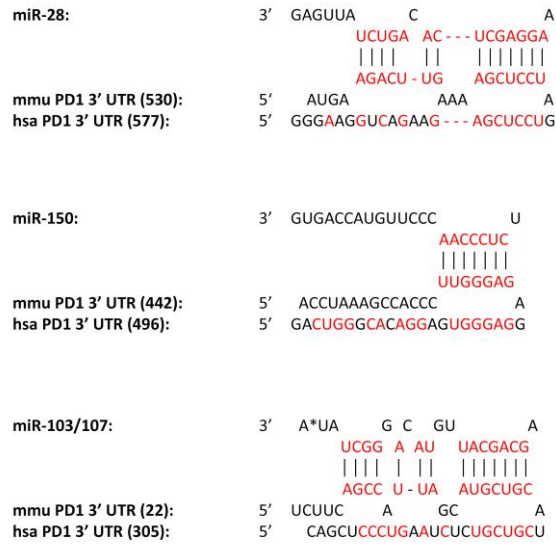 miR-28: 3' GAGUUA C A
UCUGA AC---UCGAGGA
|||| || |||||||
AGACU-UG AGCUCCU
mmu PD1 3' UTR (530): 5' AUGA AAA A
hsa PD1 3' UTR (577): 5' GGGAAGGUCAGAAG---AGCUCCUG
miR-150: 3' GUGACCAUGUUCCC U
AACCCUC
|||||||
UUGGGAG
mmu PD1 3' UTR (442): 5' ACCUAAAGCCACCC A
hsa PD1 3' UTR (496): 5' GACUGGGCACAGGAGUGGGAGG
miR-103/107: 3' A*UA G C GU A
UCGG A AU UACGACG
|||| | || |||||||
AGCC U-UA AUGCUGC
mmu PD1 3' UTR (22): 5' UCUUC A GC A
hsa PD1 3' UTR (305): 5' CAGCUCCCUGAAUCUCUGCUGCU